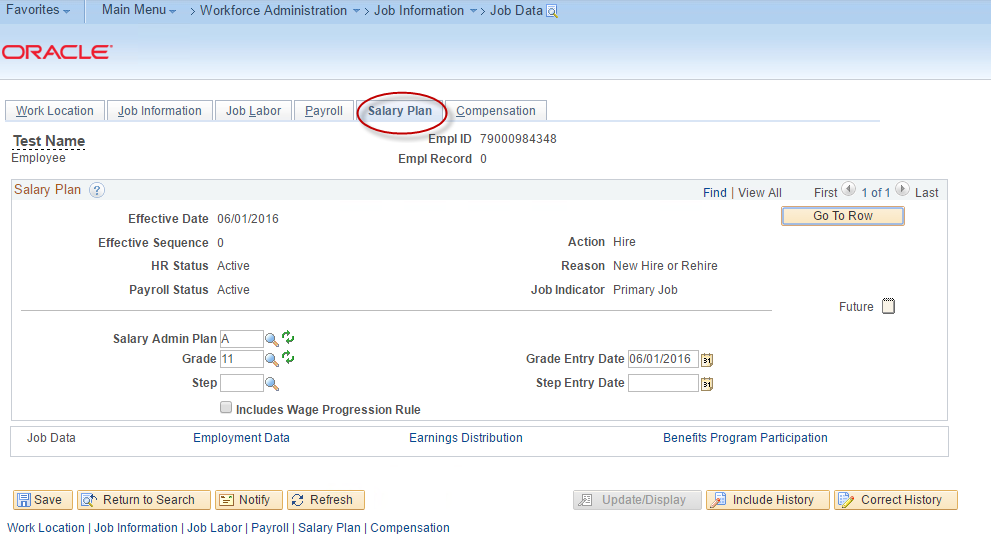 Favorites Main Menu > Workforce Administration > Job Information > Job Data
ORACLE
Work Location Job Information Job Labor Payroll Salary Plan Compensation
Test Name Empl ID 79000984348
Employee Empl Record 0
Salary Plan ? Find | View All First 1 of 1 Last
Effective Date 06/01/2016 Go To Row
Effective Sequence 0 Action Hire
HR Status Active Reason New Hire or Rehire
Payroll Status Active Job Indicator Primary Job
Future
Salary Admin Plan A
Grade 11 Grade Entry Date 06/01/2016
Step Step Entry Date
Includes Wage Progression Rule
Job Data Employment Data Earnings Distribution Benefits Program Participation
Save Return to Search Notify Refresh Update/Display Include History Correct History
Work Location | Job Information | Job Labor | Payroll | Salary Plan | Compensation